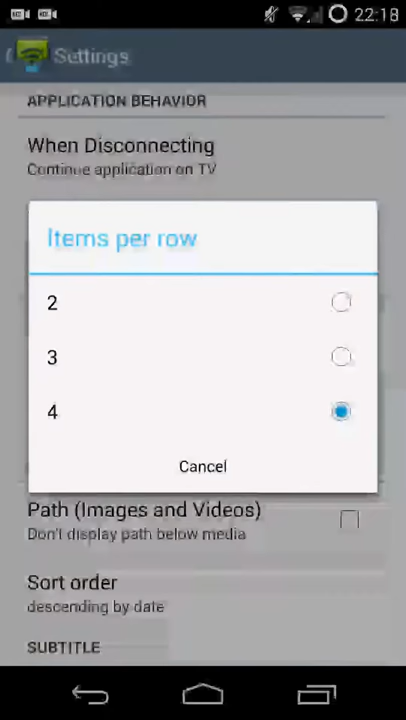 22:18
Settings
APPLICATION BEHAVIOR
When Disconnecting
Continue application on TV
Items per row
2
3
4
Cancel
Path (Images and Videos)
Don't display path below media
Sort order
descending by date
SUBTITLE